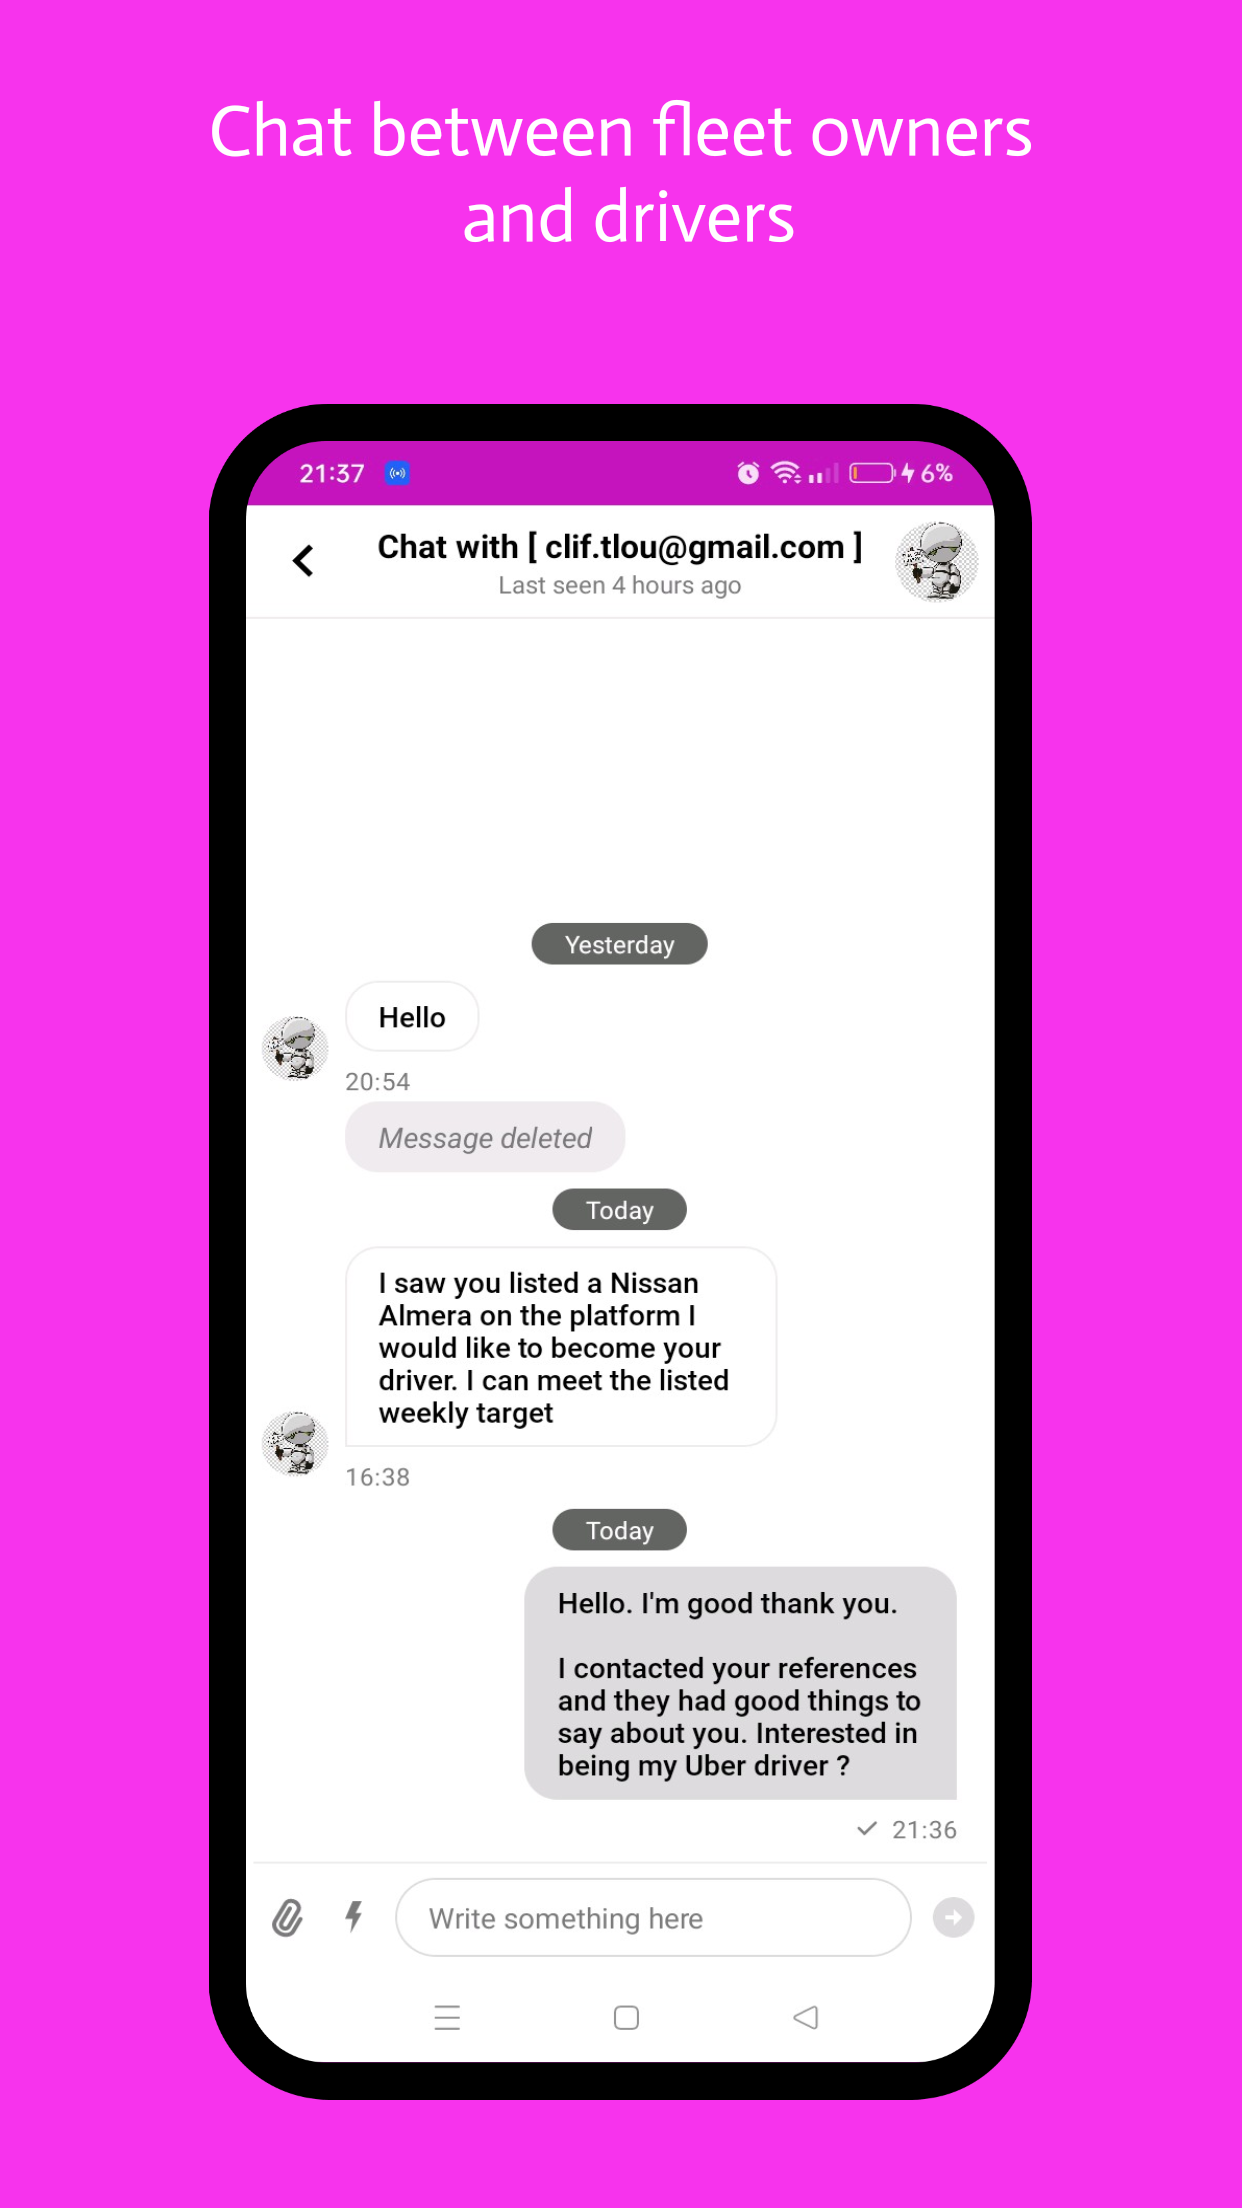 Chat between fleet owners
and drivers
21:37
6%
Chat with [ clif.tlou@gmail.com ]
Last seen 4 hours ago
Yesterday
Hello
20:54
Message deleted
Today
I saw you listed a Nissan
Almera on the platform I
would like to become your
driver. I can meet the listed
weekly target
16:38
Today
Hello. I'm good thank you.
I contacted your references
and they had good things to
say about you. Interested in
being my Uber driver ?
21:36
Write something here